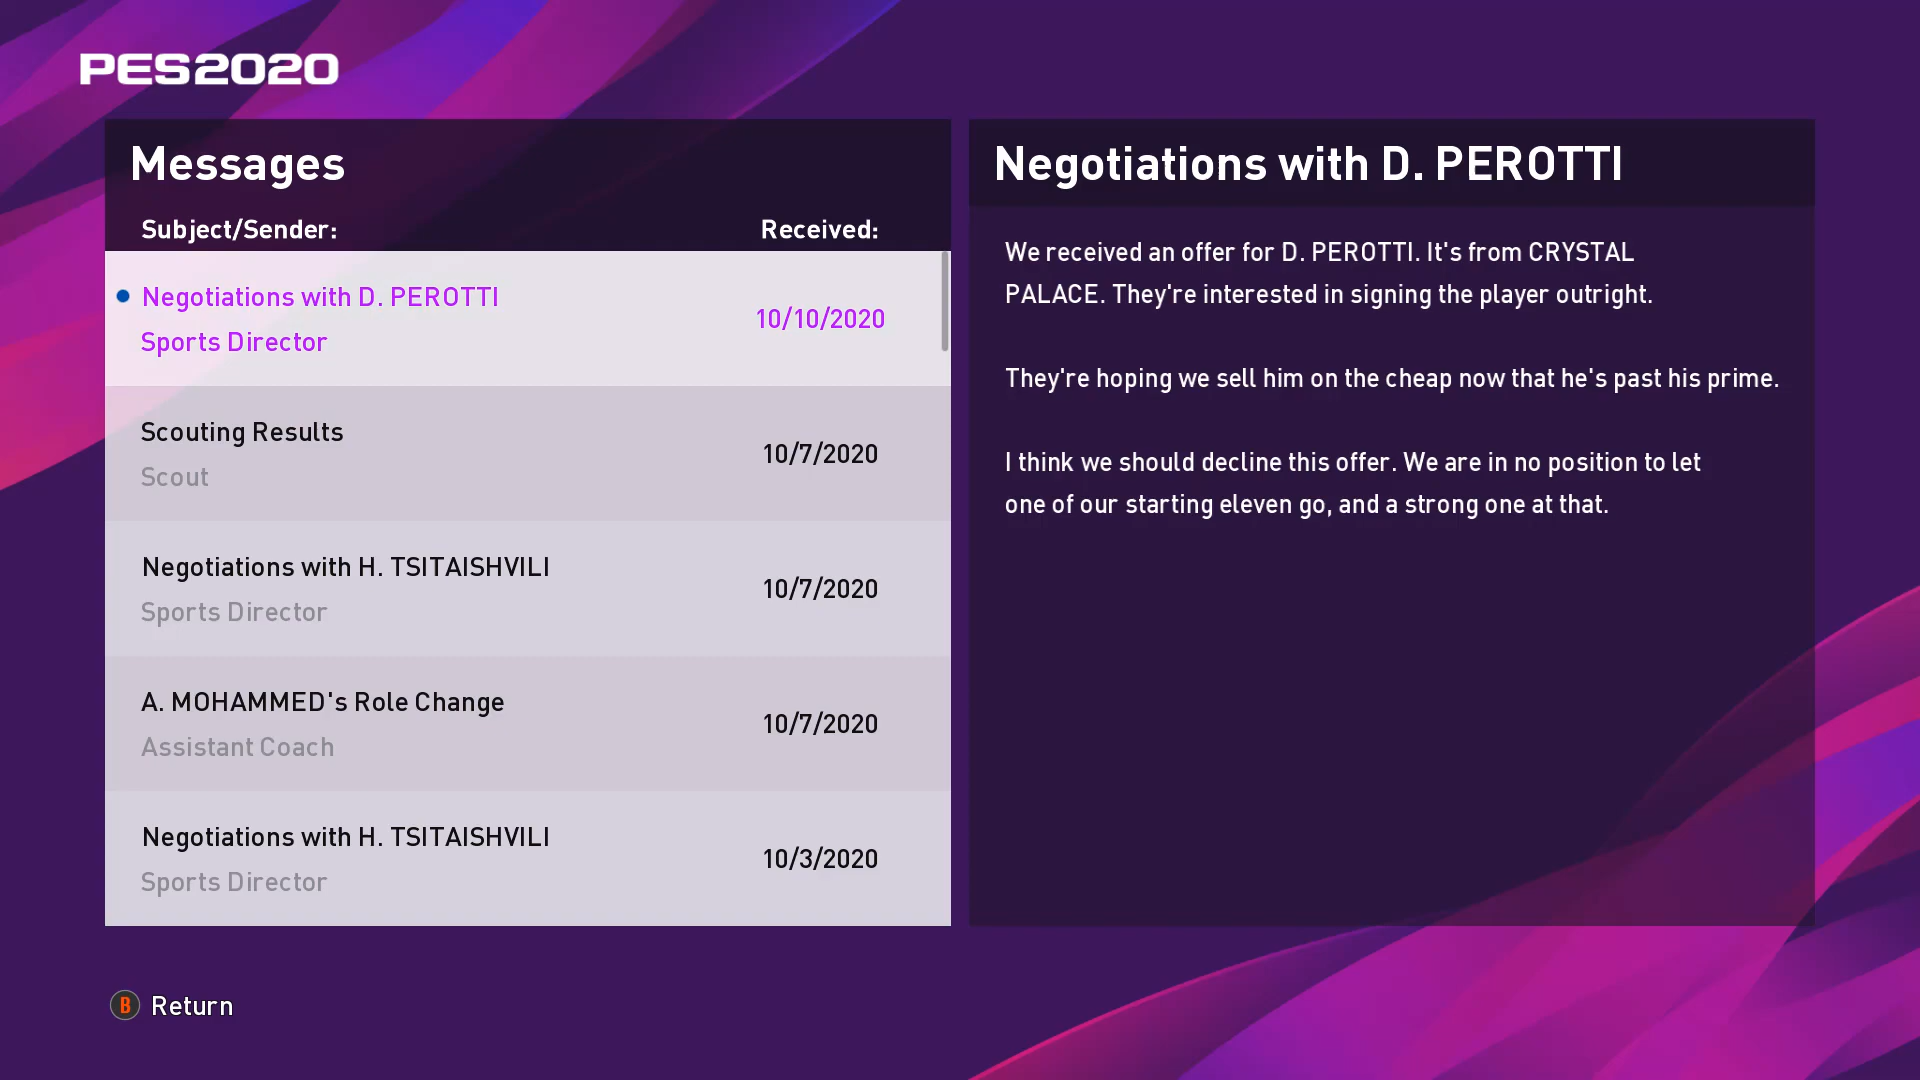 PES2020
Messages
Subject/Sender:
Received:
Negotiations with D. PEROTTI
Sports Director
10/10/2020
Scouting Results
Scout
10/7/2020
Negotiations with H. TSITAISHVILI
Sports Director
10/7/2020
A. MOHAMMED's Role Change
Assistant Coach
10/7/2020
Negotiations with H. TSITAISHVILI
Sports Director
10/3/2020
Negotiations with D. PEROTTI
We received an offer for D. PEROTTI. It's from CRYSTAL
PALACE. They're interested in signing the player outright.
They're hoping we sell him on the cheap now that he's past his prime.
I think we should decline this offer. We are in no position to let
one of our starting eleven go, and a strong one at that.
B Return